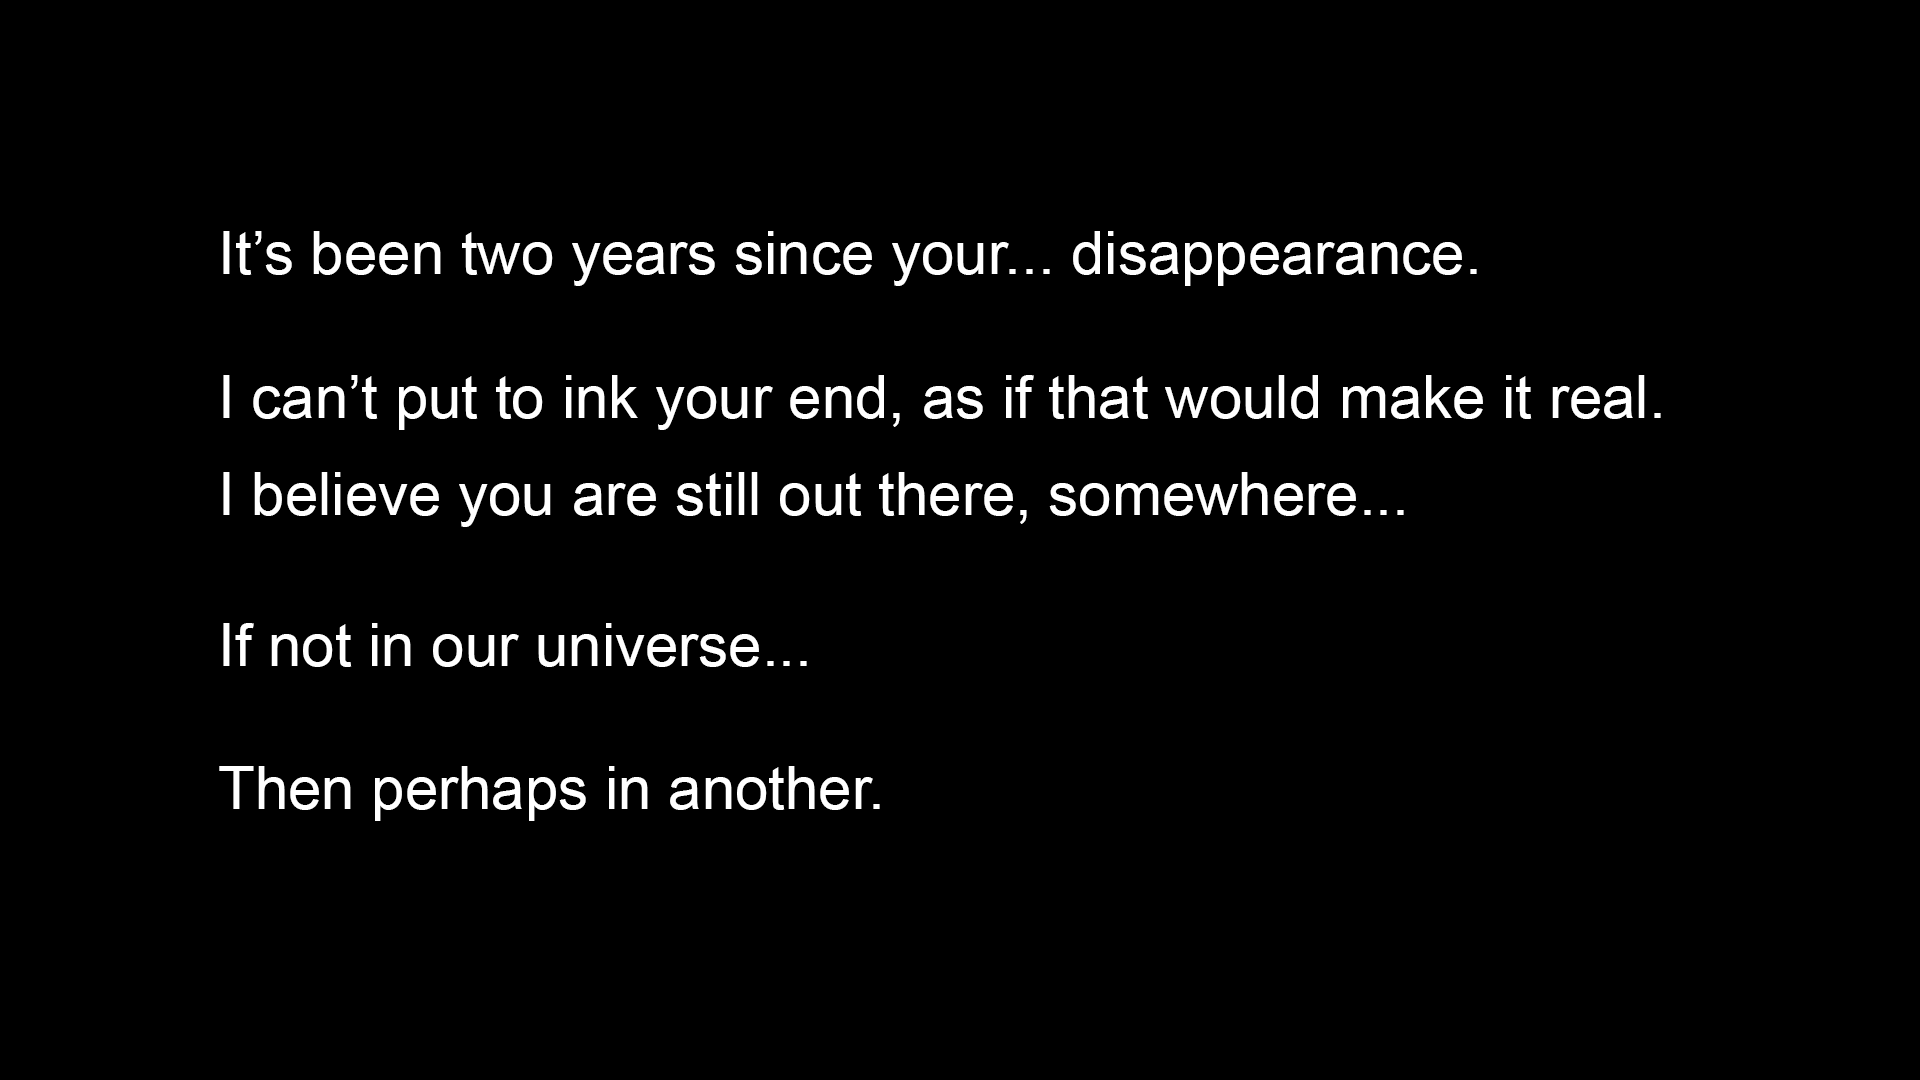 It’s been two years since your... disappearance.
I can’t put to ink your end, as if that would make it real.
I believe you are still out there, somewhere...
If not in our universe...
Then perhaps in another.